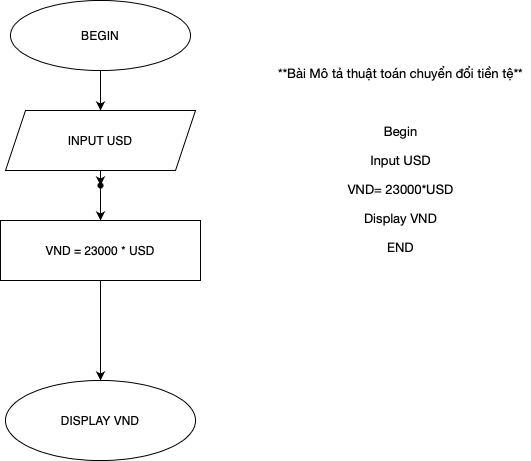 BEGIN
INPUT USD
VND = 23000 * USD
DISPLAY VND
**Bài Mô tả thuật toán chuyển đổi tiền tệ**
Begin
Input USD
VND= 23000*USD
Display VND
END